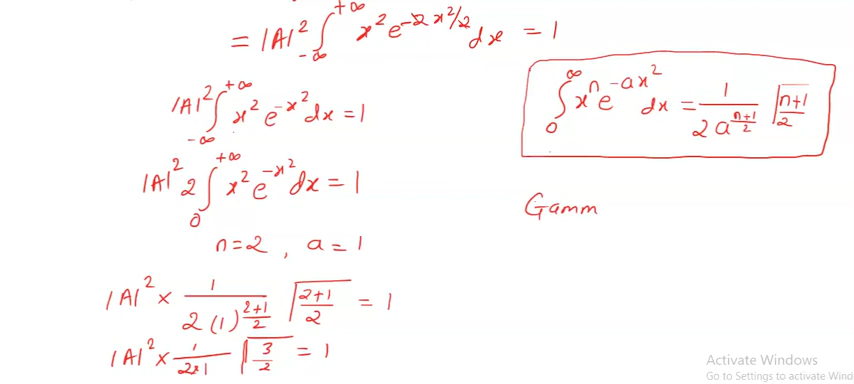 = |A|² ∫_{-∞}^{+∞} x² e^{-2x²/2} dx = 1
|A|² ∫_{-∞}^{+∞} x² e^{-x²} dx = 1
∫_0^∞ xⁿ e^{-ax²} dx = 1 / (2 a^{(n+1)/2}) Γ((n+1)/2)
|A|² 2 ∫_0^{+∞} x² e^{-x²} dx = 1
Gamm
n=2 , a=1
|A|² × 1 / (2 (1)^{(2+1)/2}) Γ((2+1)/2) = 1
|A|² × 1 / (2×1) Γ(3/2) = 1
Activate Windows
Go to Settings to activate Wind